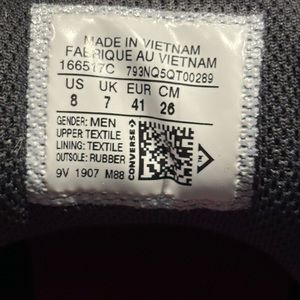 MADE IN VIETNAM
FABRIQUÉ AU VIETNAM
166517C 793NQ5QT00289
US UK EUR CM
8 7 41 26
GENDER: MEN
UPPER:TEXTILE
LINING: TEXTILE
OUTSOLE: RUBBER
9V 1907 M88
CONVERSE